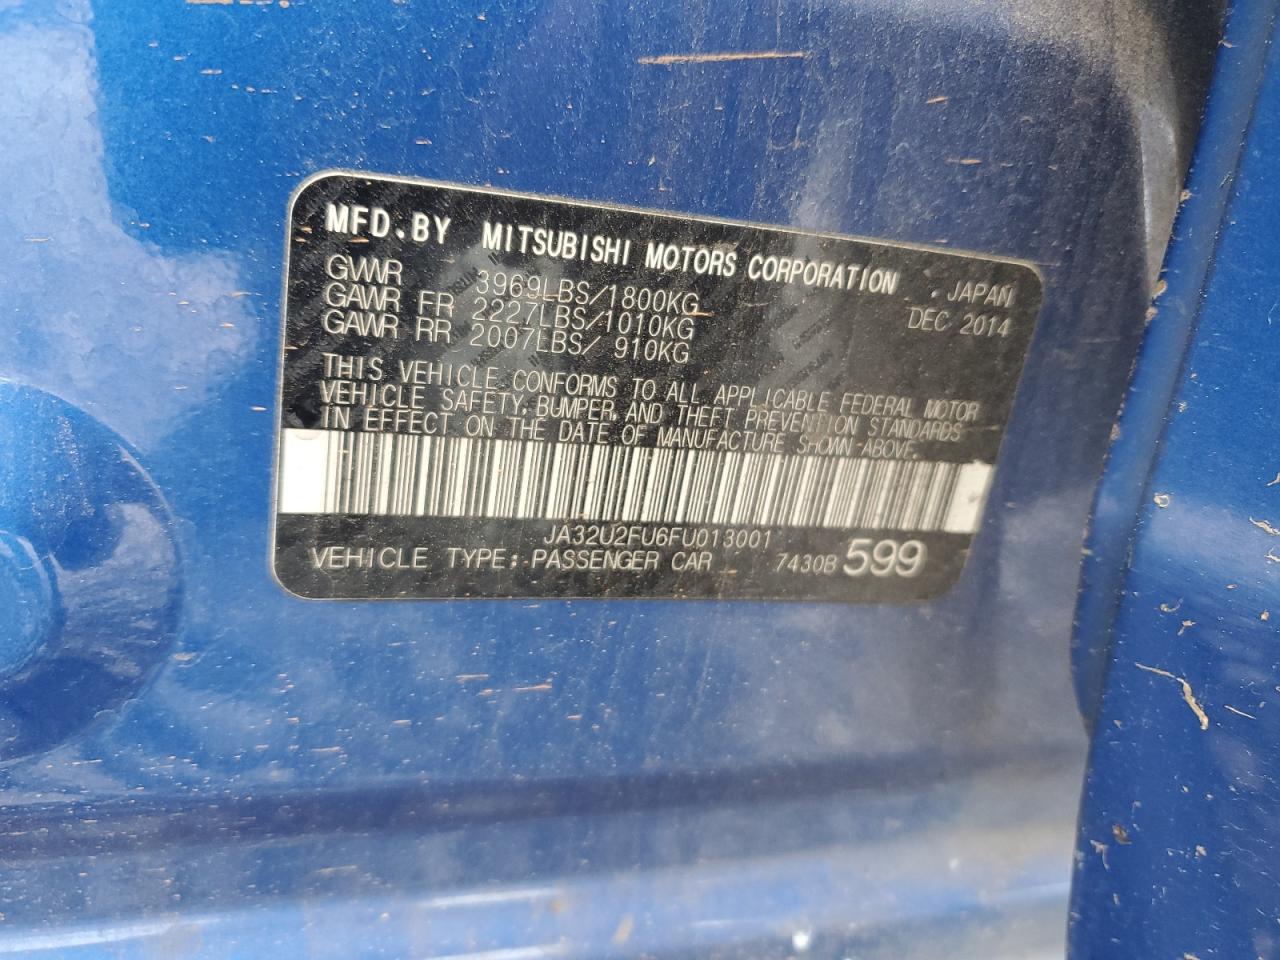 MFD.BY MITSUBISHI MOTORS CORPORATION . JAPAN
GVWR 3969LBS/1800KG DEC 2014
GAWR FR 2227LBS/1010KG
GAWR RR 2007LBS/ 910KG
THIS VEHICLE CONFORMS TO ALL APPLICABLE FEDERAL MOTOR
VEHICLE SAFETY, BUMPER, AND THEFT PREVENTION STANDARDS
IN EFFECT ON THE DATE OF MANUFACTURE SHOWN ABOVE.
JA32U2FU6FU013001
VEHICLE TYPE: PASSENGER CAR 7430B 599